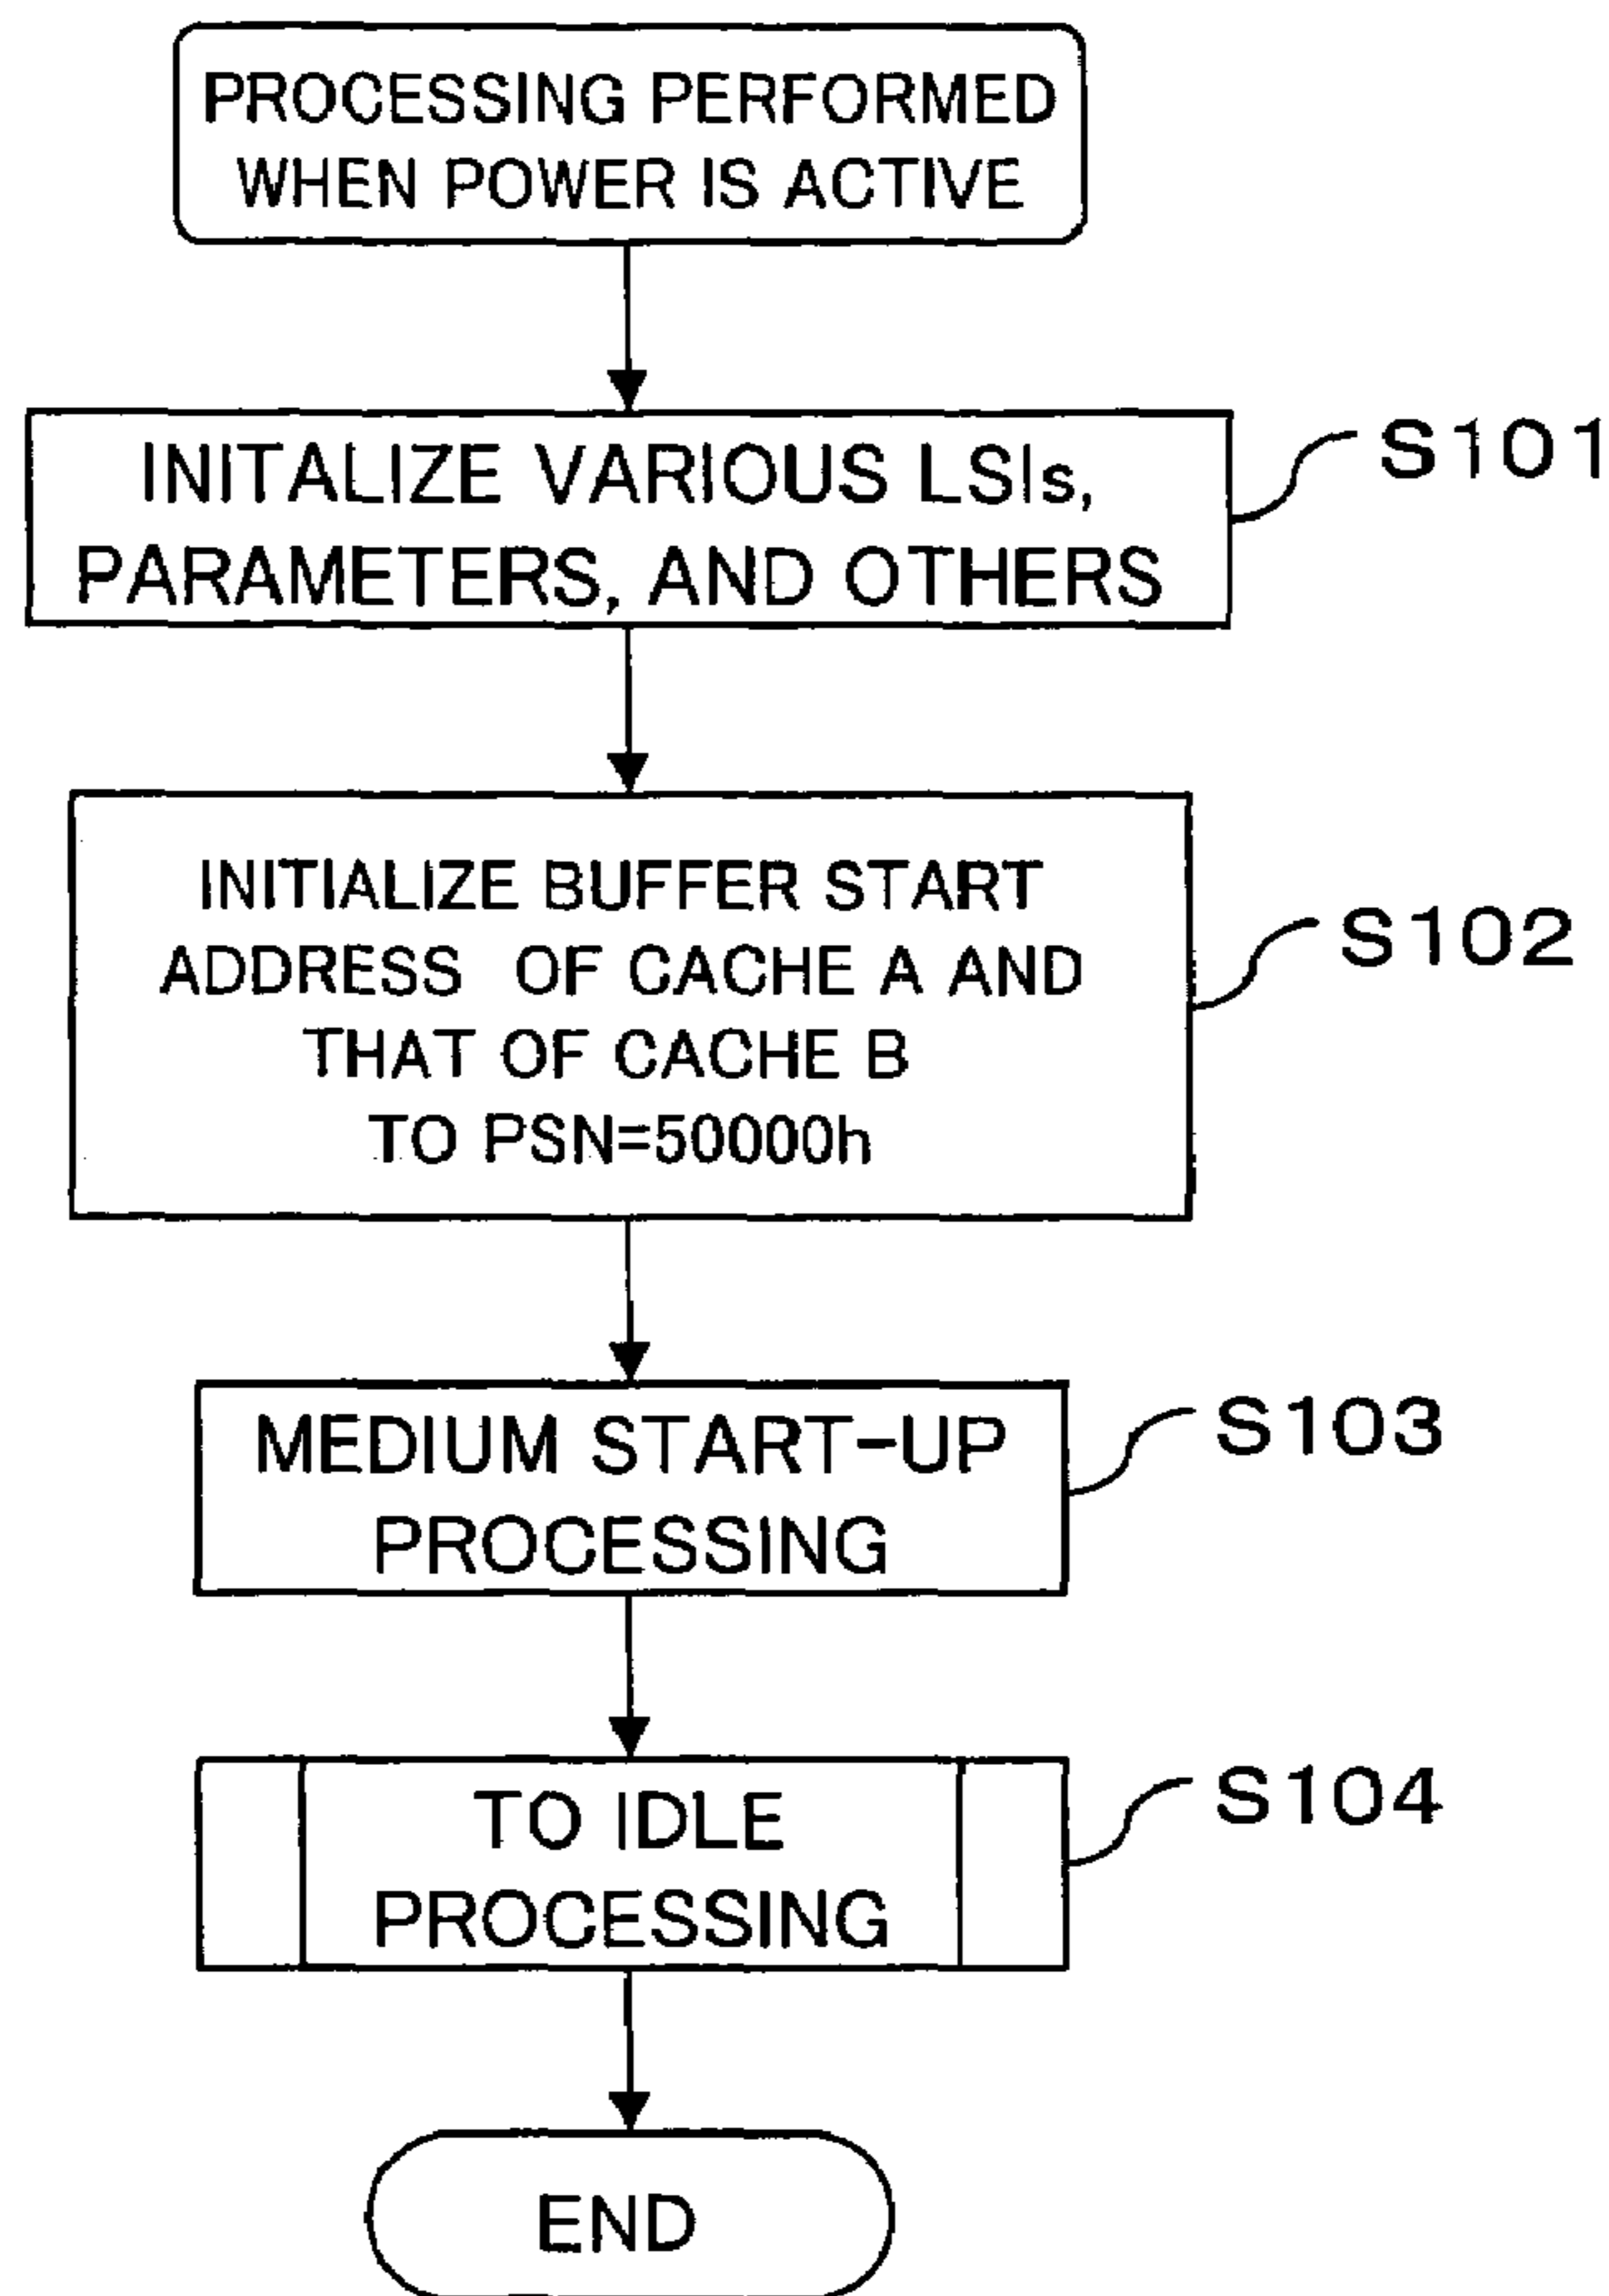 PROCESSING PERFORMED
WHEN POWER IS ACTIVE
INITALIZE VARIOUS LSIs,
PARAMETERS, AND OTHERS
S101
INITIALIZE BUFFER START
ADDRESS OF CACHE A AND
THAT OF CACHE B
TO PSN=50000h
S102
MEDIUM START-UP
PROCESSING
S103
TO IDLE
PROCESSING
S104
END